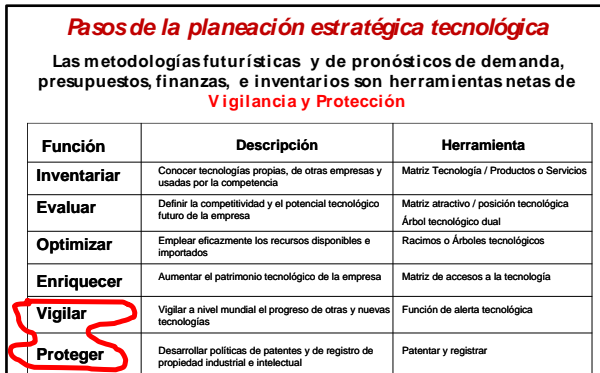 Pasos de la planeación estratégica tecnológica
Las metodologías futurísticas y de pronósticos de demanda,
presupuestos, finanzas, e inventarios son herramientas netas de
Vigilancia y Protección
Función Descripción Herramienta
Inventariar Conocer tecnologías propias, de otras empresas y Matriz Tecnología / Productos o Servicios
usadas por la competencia
Evaluar Definir la competitividad y el potencial tecnológico Matriz atractivo / posición tecnológica
futuro de la empresa Árbol tecnológico dual
Optimizar Emplear eficazmente los recursos disponibles e Racimos o Árboles tecnológicos
importados
Enriquecer Aumentar el patrimonio tecnológico de la empresa Matriz de accesos a la tecnología
Vigilar Vigilar a nivel mundial el progreso de otras y nuevas Función de alerta tecnológica
tecnologías
Proteger Desarrollar políticas de patentes y de registro de Patentar y registrar
propiedad industrial e intelectual